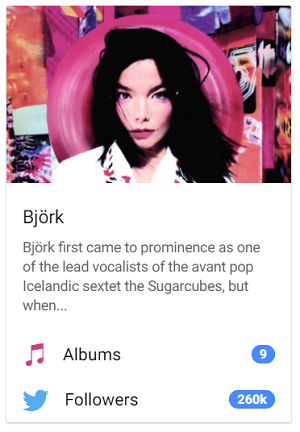 Björk
Björk first came to prominence as one
of the lead vocalists of the avant pop
Icelandic sextet the Sugarcubes, but
when...
Albums 9
Followers 260k